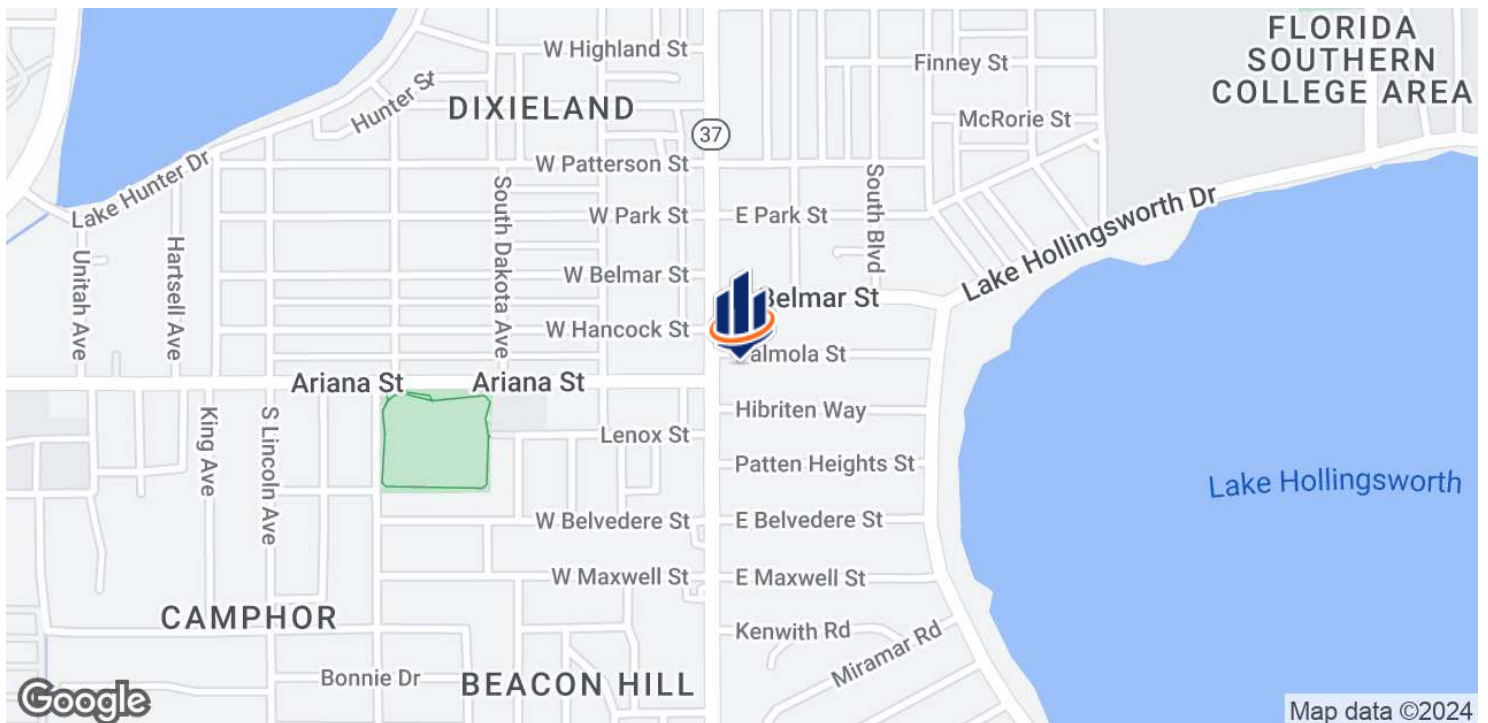 W Highland St
Finney St
FLORIDA
SOUTHERN
COLLEGE AREA
Hunter St
DIXIELAND
McRorie St
37
W Patterson St
Lake Hunter Dr
South Dakota Ave
South Blvd
W Park St
E Park St
Lake Hollingsworth Dr
Unitah Ave
Hartsell Ave
W Belmar St
Belmar St
W Hancock St
almola St
Ariana St
Ariana St
King Ave
S Lincoln Ave
Hibriten Way
Lenox St
Patten Heights St
Lake Hollingsworth
W Belvedere St
E Belvedere St
W Maxwell St
E Maxwell St
CAMPHOR
Kenwith Rd
Miramar Rd
Bonnie Dr
BEACON HILL
Google
Map data ©2024